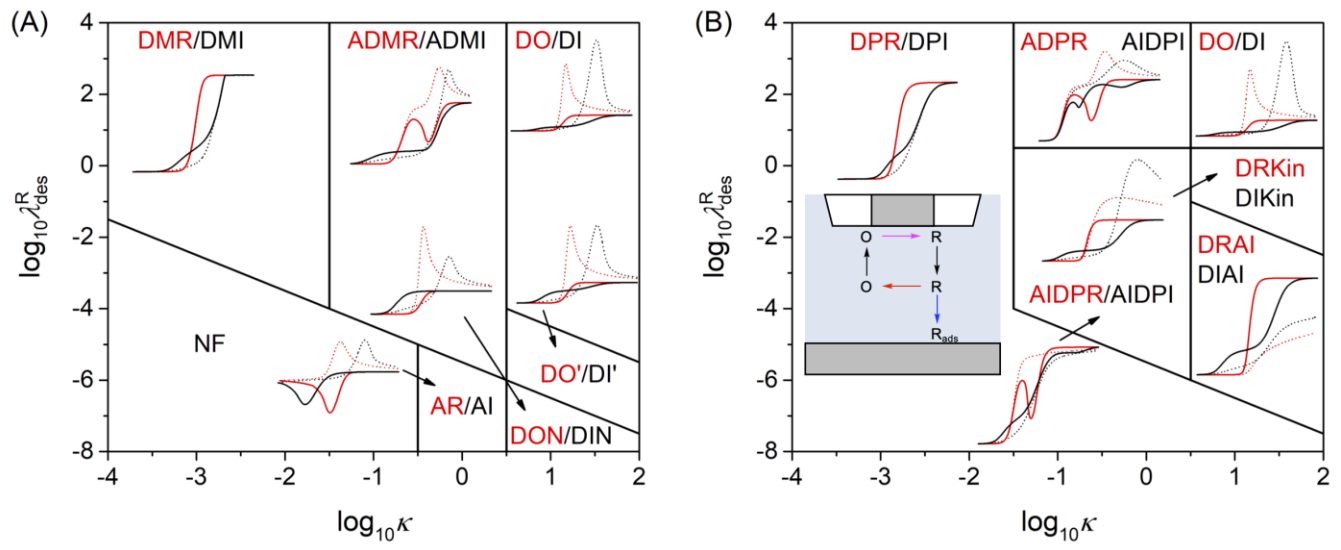 (A)
DMR/DMI
ADMR/ADMI
DO/DI
NF
AR/AI
DO'/DI'
DON/DIN
4
2
0
-2
-4
-6
-8
-4
-3
-2
-1
0
1
2
log₁₀λᴿdes
log₁₀κ
(B)
DPR/DPI
ADPR
AIDPI
DO/DI
DRKin
DIKin
DRAI
DIAI
AIDPR/AIDPI
O
R
O
R
Rads
4
2
0
-2
-4
-6
-8
-4
-3
-2
-1
0
1
2
log₁₀λᴿdes
log₁₀κ